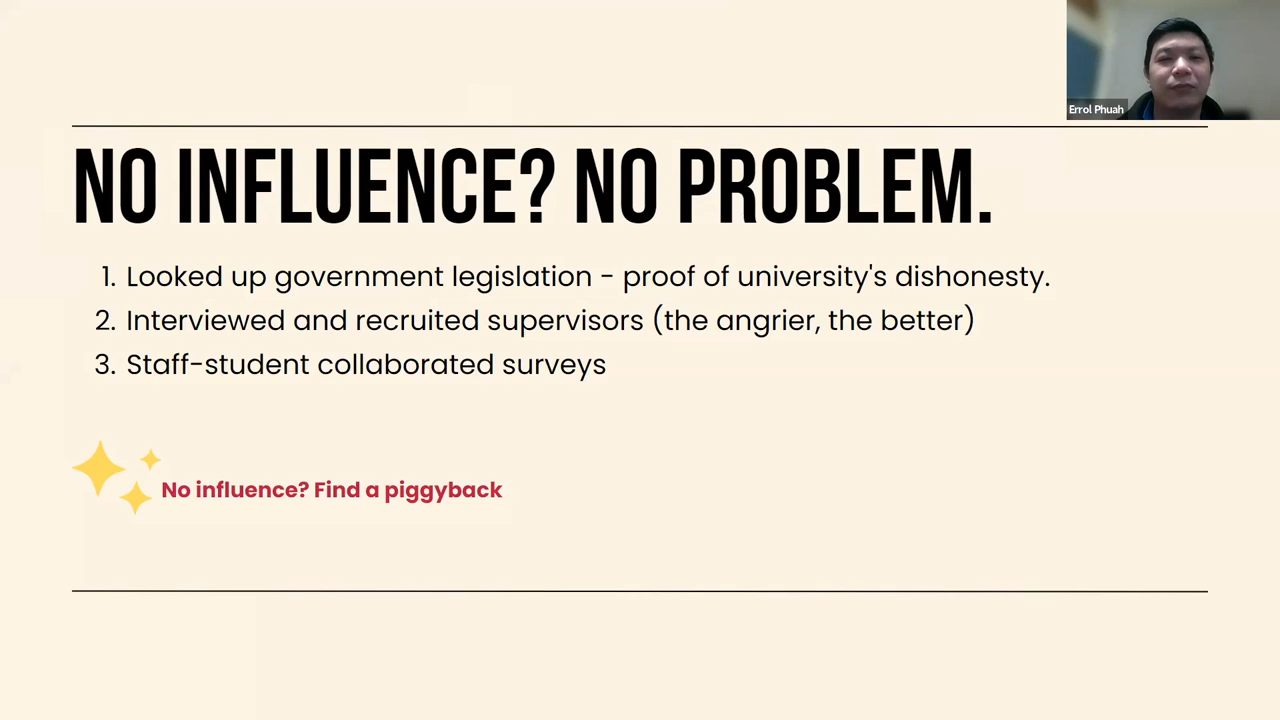 Errol Phuah
NO INFLUENCE? NO PROBLEM.
1. Looked up government legislation - proof of university's dishonesty.
2. Interviewed and recruited supervisors (the angrier, the better)
3. Staff-student collaborated surveys
No influence? Find a piggyback